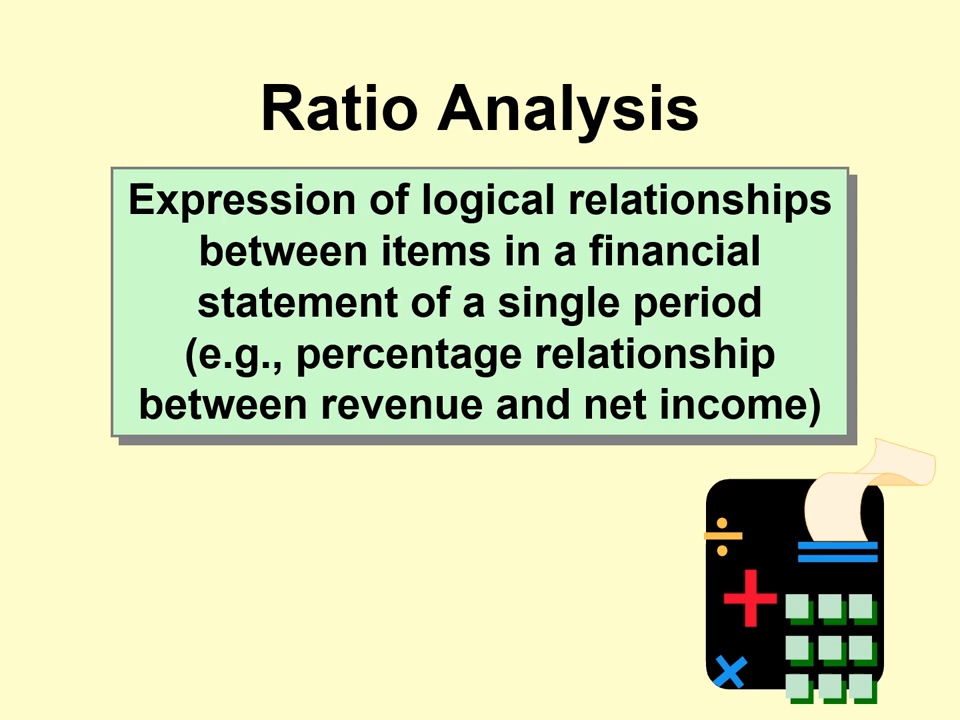 Ratio Analysis
Expression of logical relationships
between items in a financial
statement of a single period
(e.g., percentage relationship
between revenue and net income)
÷
+
×